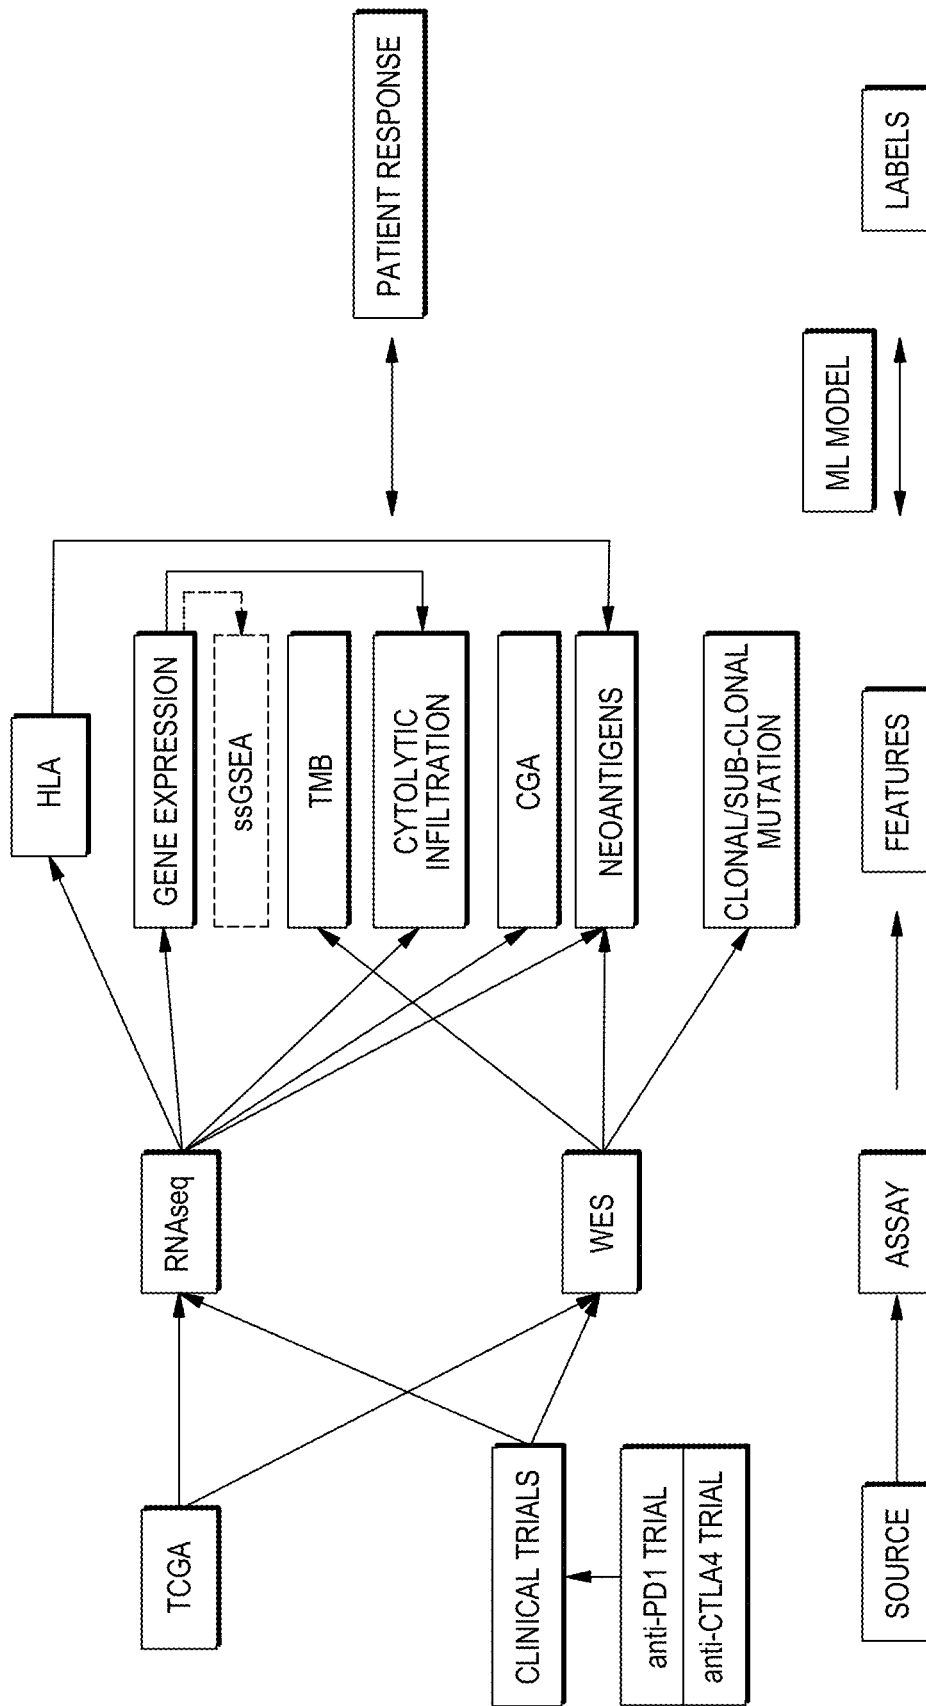 TCGA
CLINICAL TRIALS
anti-PD1 TRIAL
anti-CTLA4 TRIAL
RNAseq
WES
HLA
GENE EXPRESSION
ssGSEA
TMB
CYTOLYTIC
INFILTRATION
CGA
NEOANTIGENS
CLONAL/SUB-CLONAL
MUTATION
PATIENT RESPONSE
SOURCE
ASSAY
FEATURES
ML MODEL
LABELS